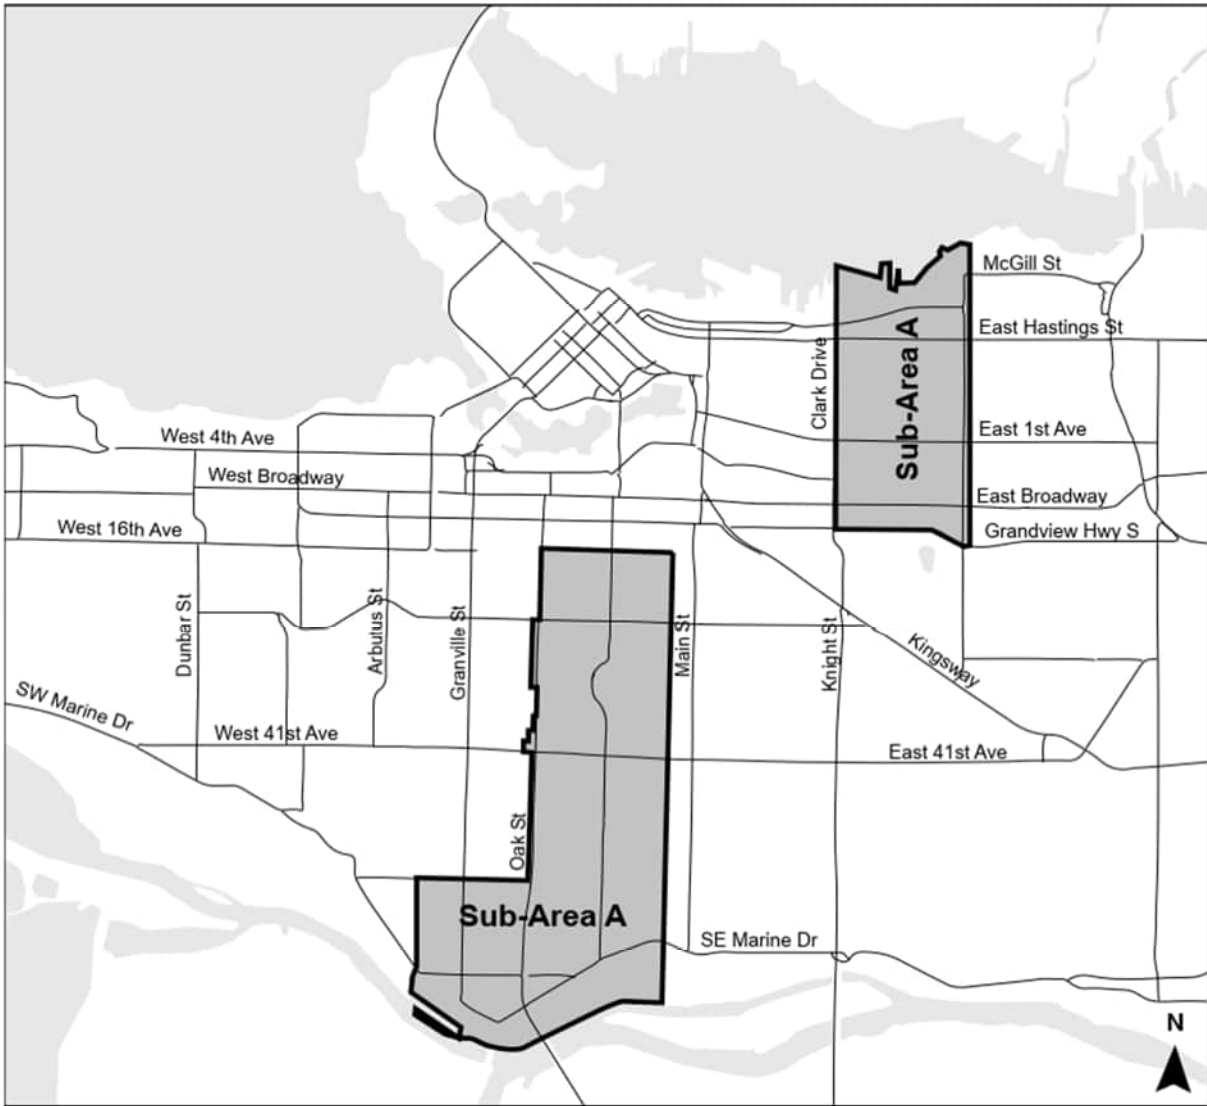 McGill St
East Hastings St
Clark Drive
Sub-Area A
East 1st Ave
West 4th Ave
West Broadway
East Broadway
West 16th Ave
Grandview Hwy S
Dunbar St
Arbutus St
Granville St
Main St
Knight St
Kingsway
SW Marine Dr
West 41st Ave
East 41st Ave
Oak St
Sub-Area A
SE Marine Dr
N